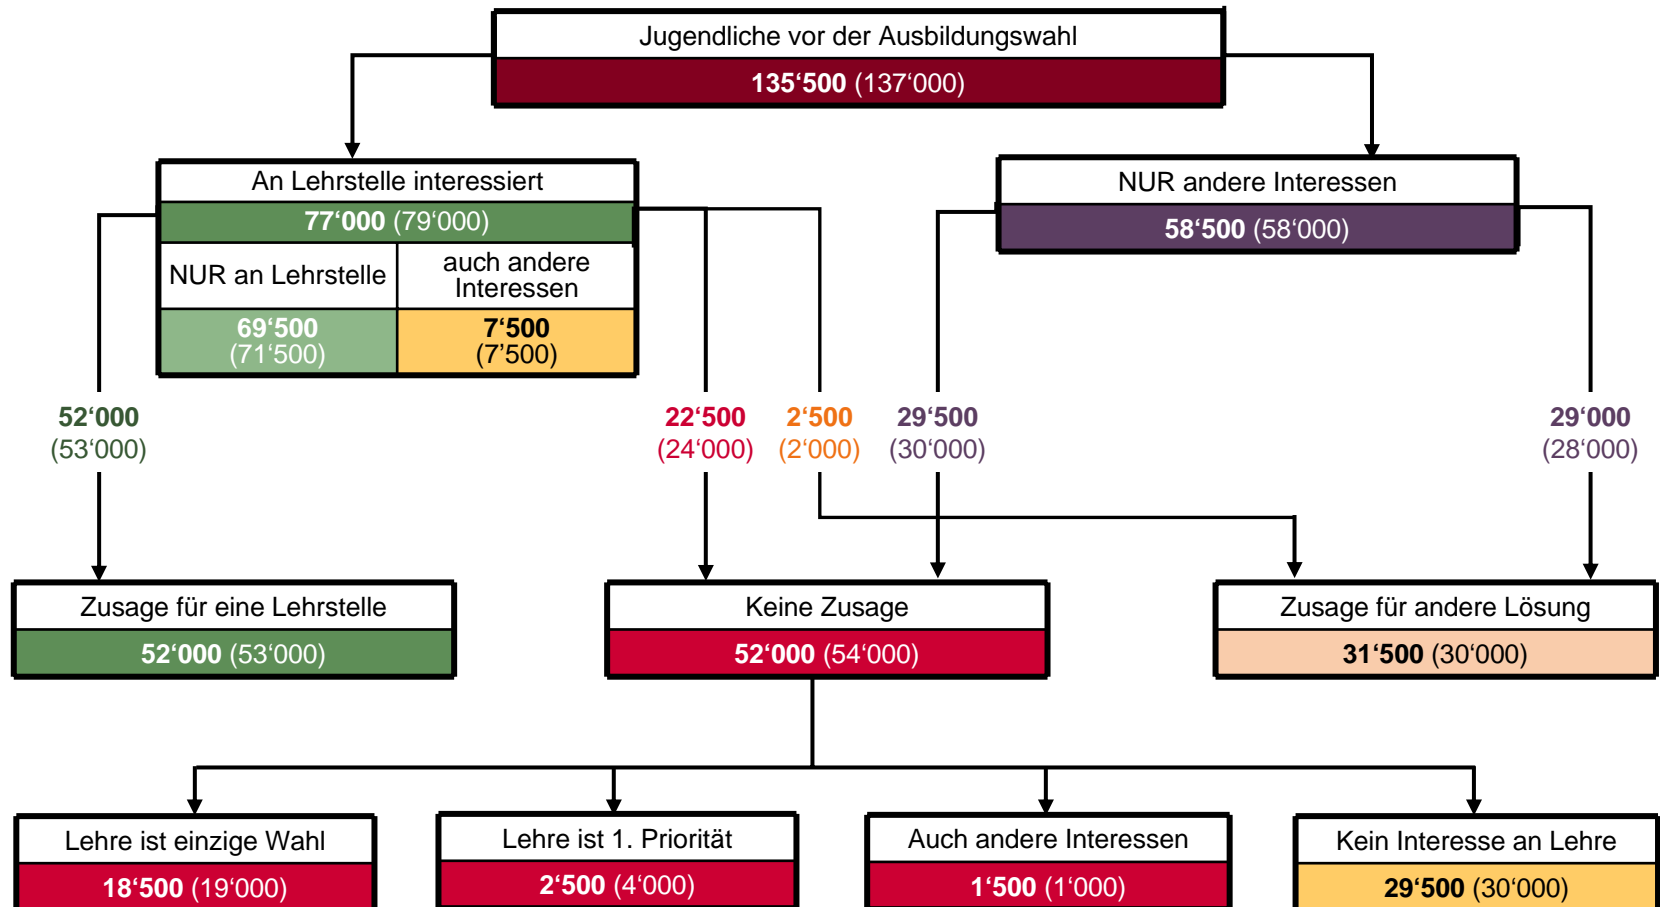 Jugendliche vor der Ausbildungswahl
135‘500 (137‘000)
An Lehrstelle interessiert
77‘000 (79‘000)
NUR an Lehrstelle
auch andere
Interessen
69‘500
(71‘500)
7‘500
(7’500)
NUR andere Interessen
58‘500 (58‘000)
52‘000
(53‘000)
22‘500
(24‘000)
2‘500
(2‘000)
29‘500
(30‘000)
29‘000
(28‘000)
Zusage für eine Lehrstelle
52‘000 (53‘000)
Keine Zusage
52‘000 (54‘000)
Zusage für andere Lösung
31‘500 (30‘000)
Lehre ist einzige Wahl
18‘500 (19‘000)
Lehre ist 1. Priorität
2‘500 (4‘000)
Auch andere Interessen
1‘500 (1‘000)
Kein Interesse an Lehre
29‘500 (30‘000)